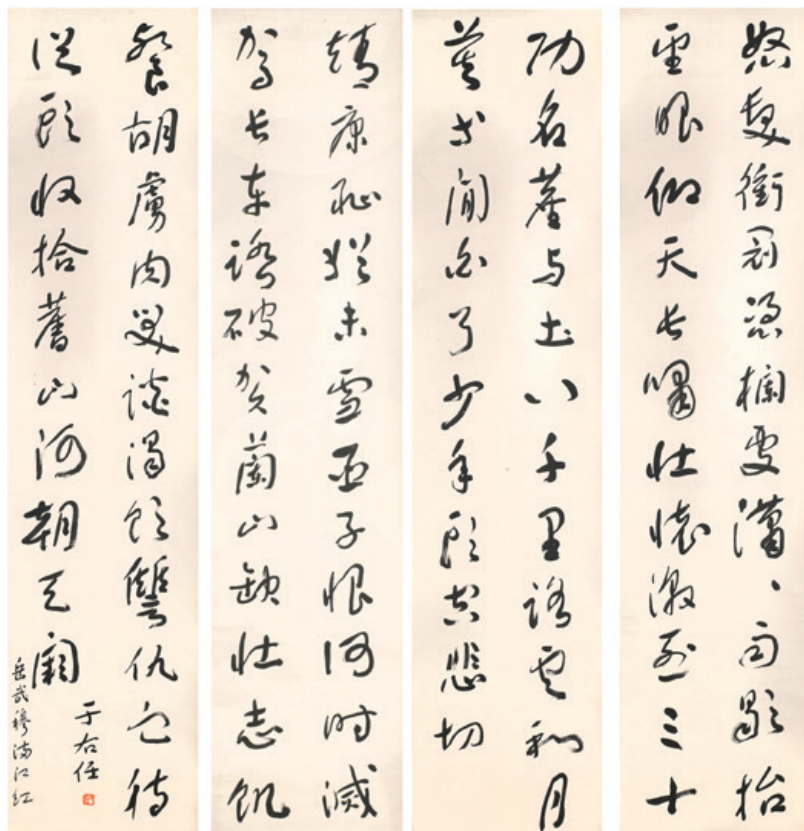 怒髮衝冠憑欄處瀟、雨歇抬
望眼仰天長嘯壯懷激烈三十
功名塵与土八千里路雲和月
莫等閒白了少年頭空悲切
靖康恥猶未雪臣子恨何時滅
駕長車踏破賀蘭山缺壯志飢
餐胡虜肉笑談渴飲讐仇血待
從頭收拾舊山河朝天闕
于右任
岳武穆滿江紅